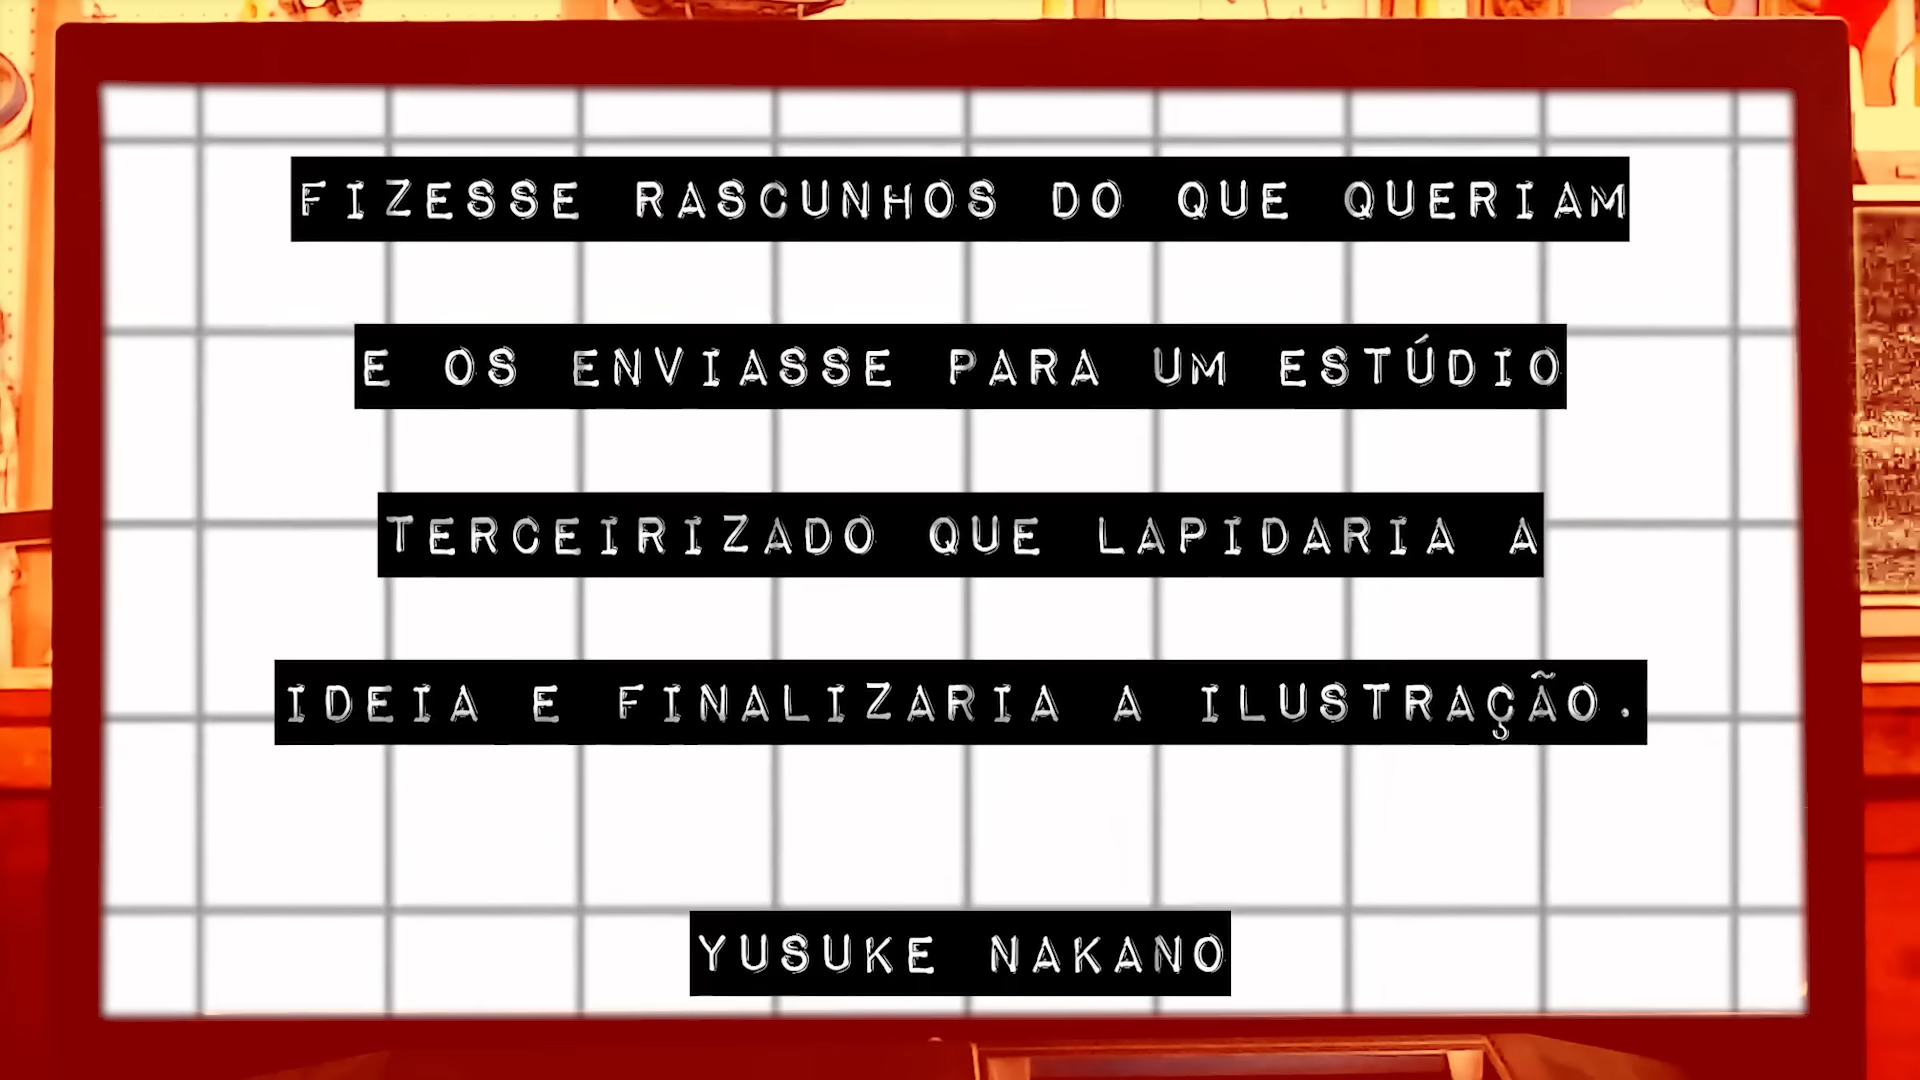 FIZESSE RASCUNHOS DO QUE QUERIAM
E OS ENVIASSE PARA UM ESTÚDIO
TERCEIRIZADO QUE LAPIDARIA A
IDEIA E FINALIZARIA A ILUSTRAÇÃO.
YUSUKE NAKANO